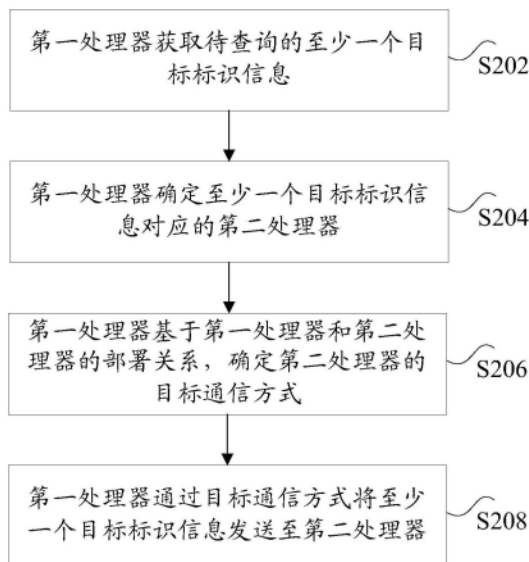 第一处理器获取待查询的至少一个目
标标识信息
S202
第一处理器确定至少一个目标标识信
息对应的第二处理器
S204
第一处理器基于第一处理器和第二处
理器的部署关系，确定第二处理器的
目标通信方式
S206
第一处理器通过目标通信方式将至少
一个目标标识信息发送至第二处理器
S208